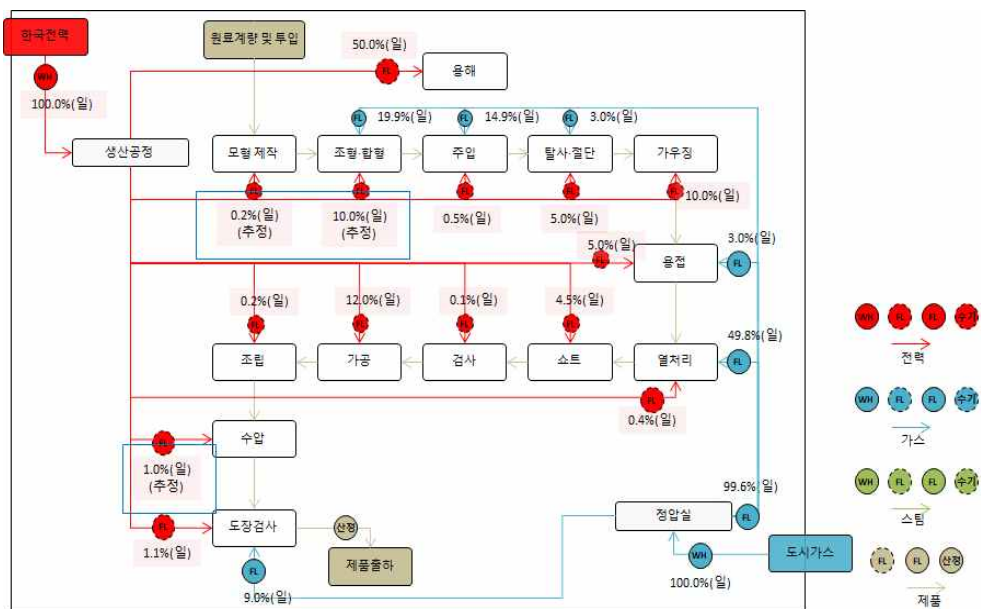 한국전력
원료계량 및 투입
50.0%(일)
FL
용해
WH
100.0%(일)
FL
19.9%(일)
FL
14.9%(일)
FL
3.0%(일)
생산공정
모형 제작
조형·합형
주입
탈사·절단
가우징
FL
FL
FL
FL
FL
10.0%(일)
0.2%(일)
(추정)
10.0%(일)
(추정)
0.5%(일)
5.0%(일)
5.0%(일)
3.0%(일)
FL
용접
FL
0.2%(일)
12.0%(일)
0.1%(일)
4.5%(일)
FL
FL
FL
FL
49.8%(일)
조립
가공
검사
쇼트
열처리
FL
FL
0.4%(일)
수압
FL
1.0%(일)
(추정)
99.6%(일)
정압실
FL
도장검사
산정
FL
1.1%(일)
제품출하
FL
9.0%(일)
WH
100.0%(일)
도시가스
WH FL FL 수기
전력
WH FL FL 수기
가스
WH FL FL 수기
스팀
FL FL 산정
제품